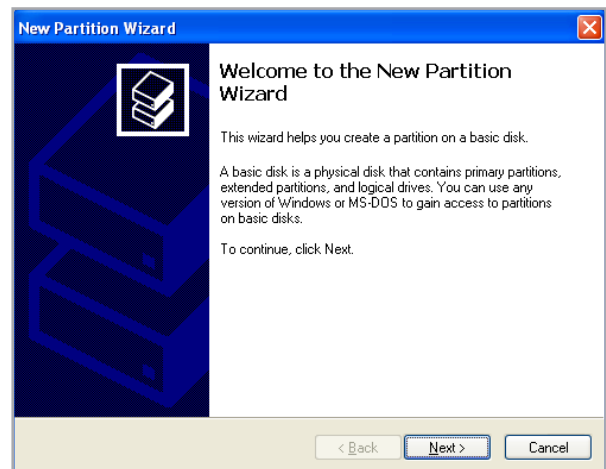 New Partition Wizard
Welcome to the New Partition
Wizard
This wizard helps you create a partition on a basic disk.
A basic disk is a physical disk that contains primary partitions,
extended partitions, and logical drives. You can use any
version of Windows or MS-DOS to gain access to partitions
on basic disks.
To continue, click Next.
< Back
Next >
Cancel